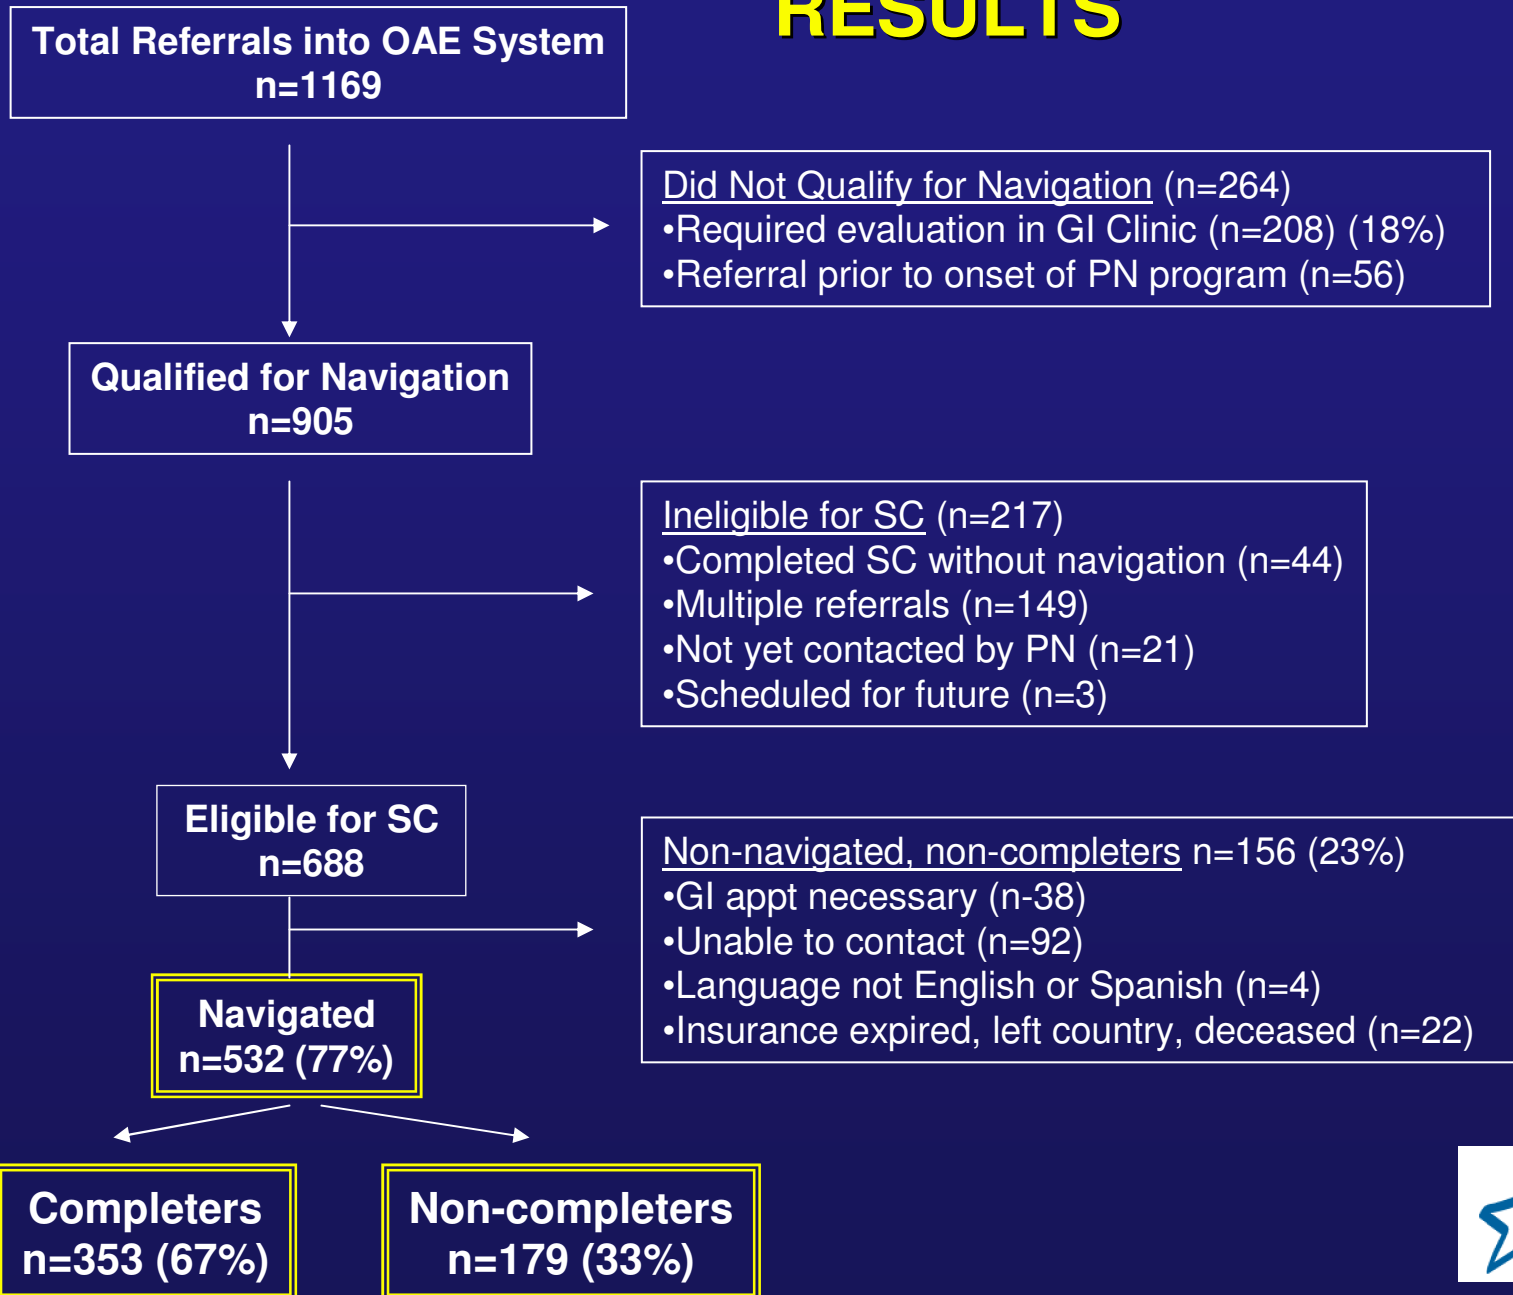 RESULTS
Total Referrals into OAE System
n=1169
Did Not Qualify for Navigation (n=264)
•Required evaluation in GI Clinic (n=208) (18%)
•Referral prior to onset of PN program (n=56)
Qualified for Navigation
n=905
Ineligible for SC (n=217)
•Completed SC without navigation (n=44)
•Multiple referrals (n=149)
•Not yet contacted by PN (n=21)
•Scheduled for future (n=3)
Eligible for SC
n=688
Non-navigated, non-completers n=156 (23%)
•GI appt necessary (n-38)
•Unable to contact (n=92)
•Language not English or Spanish (n=4)
•Insurance expired, left country, deceased (n=22)
Navigated
n=532 (77%)
Completers
n=353 (67%)
Non-completers
n=179 (33%)